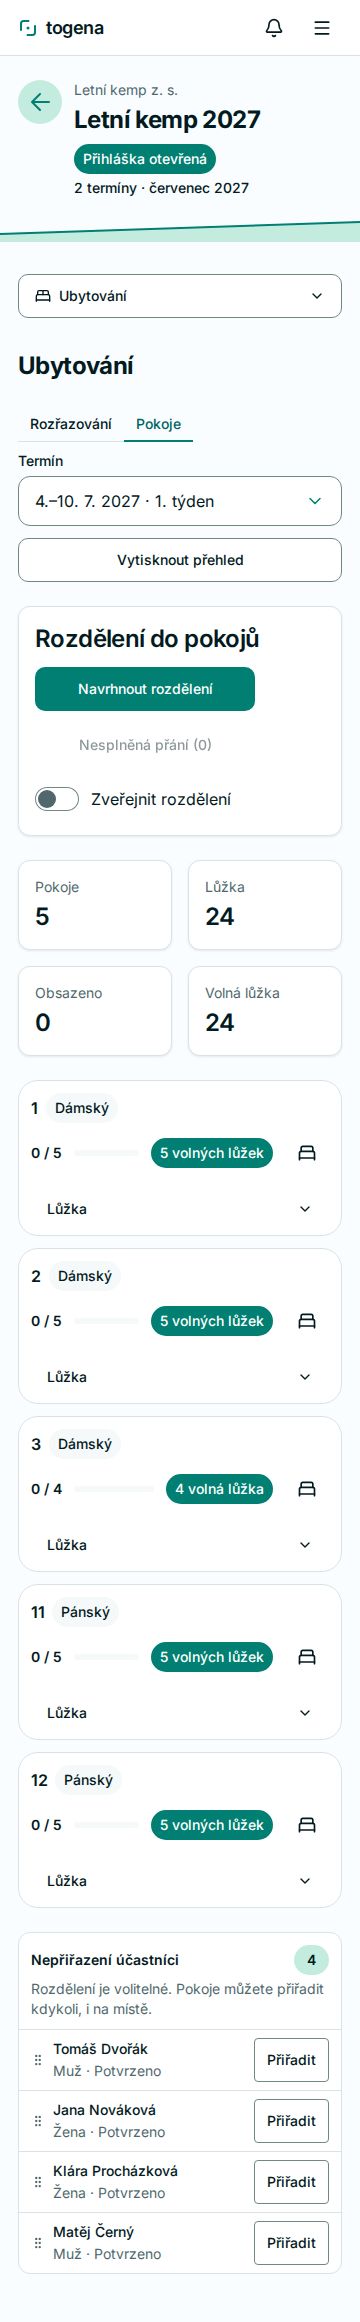 togena
Letní kemp z. s.
Letní kemp 2027
Přihláška otevřená
2 termíny · červenec 2027
Ubytování
Ubytování
Rozřazování Pokoje
Termín
4.–10. 7. 2027 · 1. týden
Vytisknout přehled
Rozdělení do pokojů
Navrhnout rozdělení
Nesplněná přání (0)
Zveřejnit rozdělení
Pokoje Lůžka
5 24
Obsazeno Volná lůžka
0 24
1 Dámský
0 / 5 5 volných lůžek
Lůžka
2 Dámský
0 / 5 5 volných lůžek
Lůžka
3 Dámský
0 / 4 4 volná lůžka
Lůžka
11 Pánský
0 / 5 5 volných lůžek
Lůžka
12 Pánský
0 / 5 5 volných lůžek
Lůžka
Nepřiřazení účastníci 4
Rozdělení je volitelné. Pokoje můžete přiřadit
kdykoli, i na místě.
Tomáš Dvořák
Muž · Potvrzeno Přiřadit
Jana Nováková
Žena · Potvrzeno Přiřadit
Klára Procházková
Žena · Potvrzeno Přiřadit
Matěj Černý
Muž · Potvrzeno Přiřadit